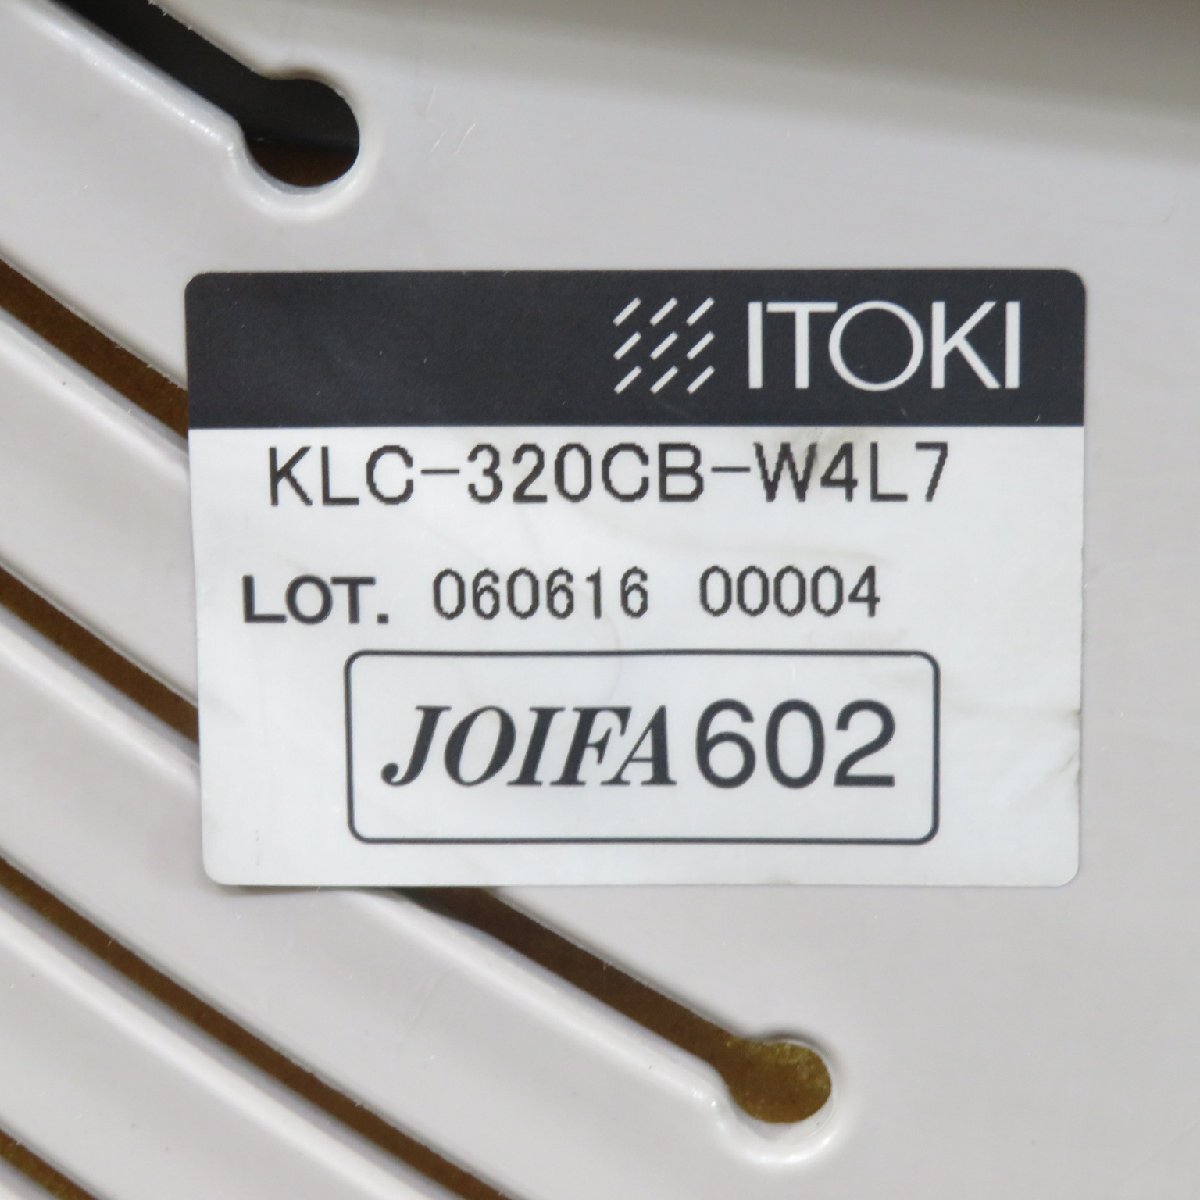 ITOKI
KLC-320CB-W4L7
LOT. 060616 00004
JOIFA602